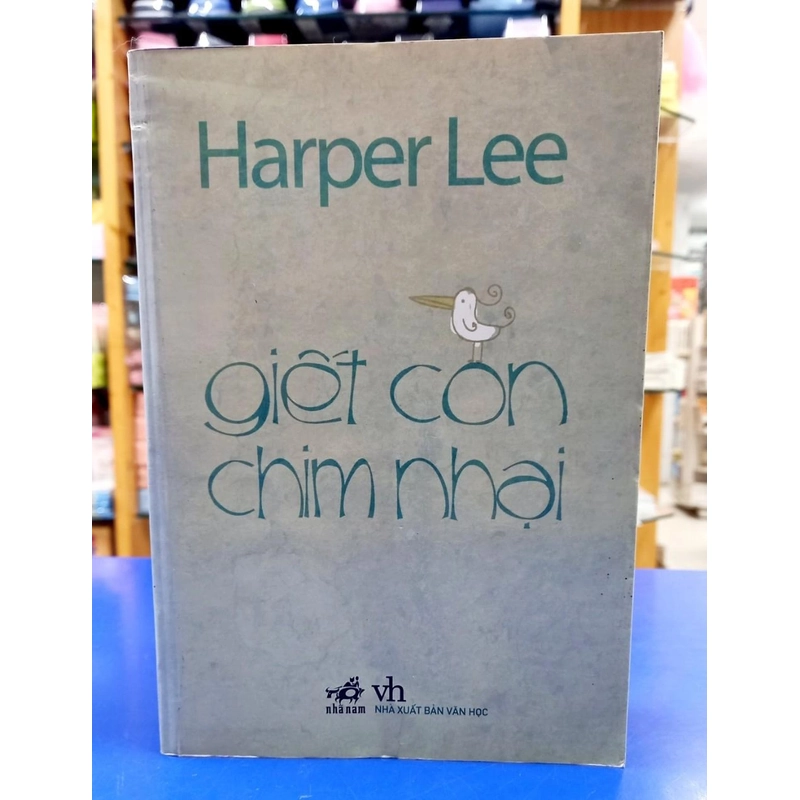 Harper Lee
giết con
chim nhại
nhã nam
vh
NHÀ XUẤT BẢN VĂN HỌC